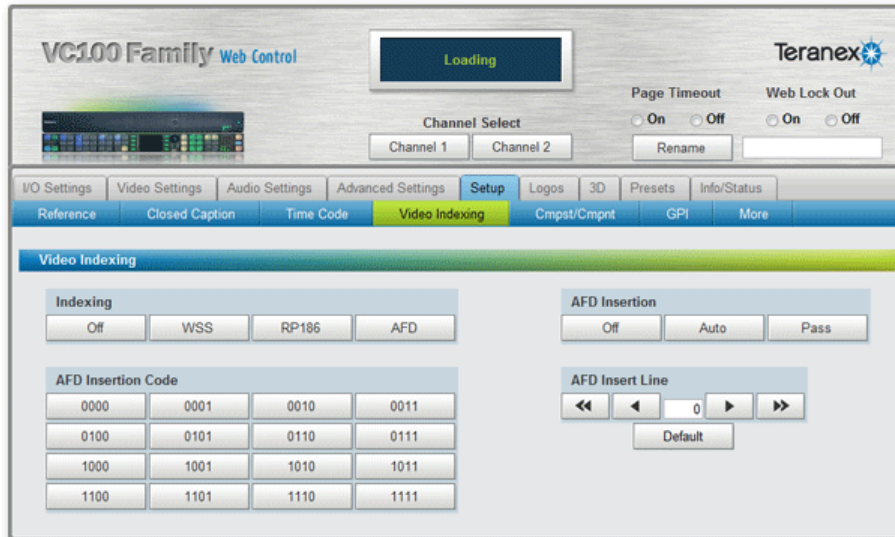 VC100 Family Web Control
Loading
Teranex
Page Timeout Web Lock Out
On Off On Off
Channel Select
Channel 1 Channel 2 Rename
I/O Settings Video Settings Audio Settings Advanced Settings Setup Logos 3D Presets Info/Status
Reference Closed Caption Time Code Video Indexing Cmpst/Cmpnt GPI More
Video Indexing
Indexing AFD Insertion
Off WSS RP186 AFD Off Auto Pass
AFD Insertion Code AFD Insert Line
0000 0001 0010 0011 0
0100 0101 0110 0111 Default
1000 1001 1010 1011
1100 1101 1110 1111